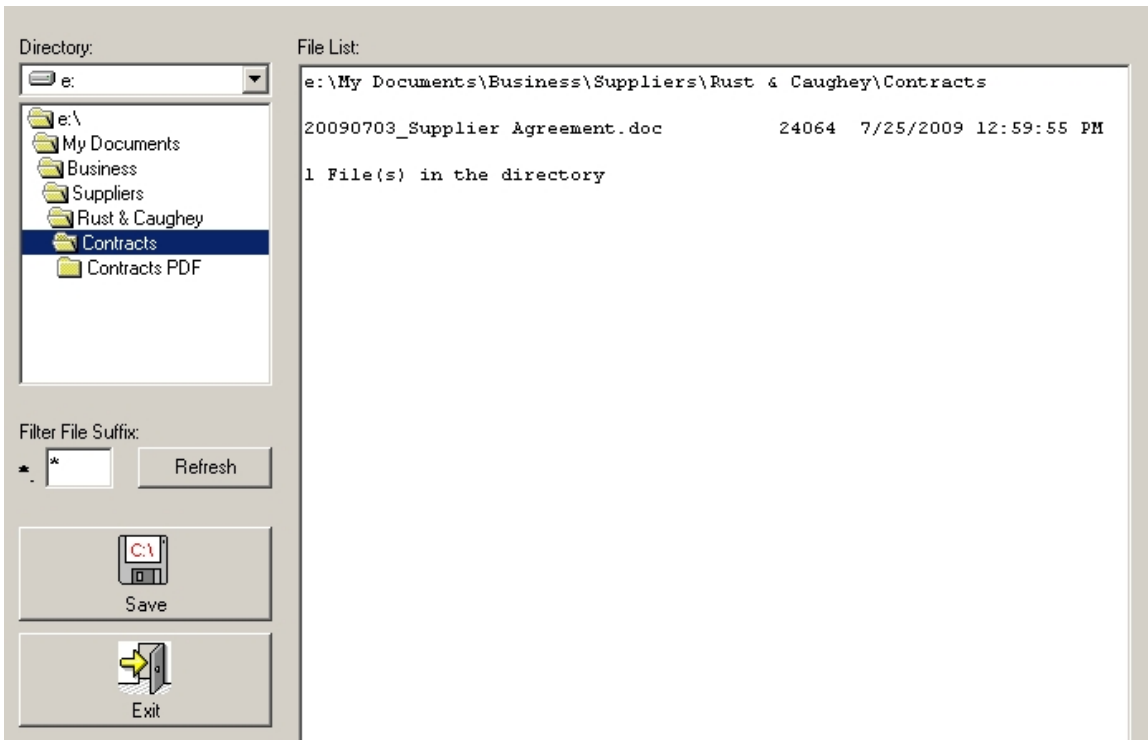 Directory:
e:
e:\
My Documents
Business
Suppliers
Rust & Caughey
Contracts
Contracts PDF
Filter File Suffix:
*. *
Refresh
C:\
Save
Exit
File List:
e:\My Documents\Business\Suppliers\Rust & Caughey\Contracts
20090703_Supplier Agreement.doc 24064 7/25/2009 12:59:55 PM
1 File(s) in the directory